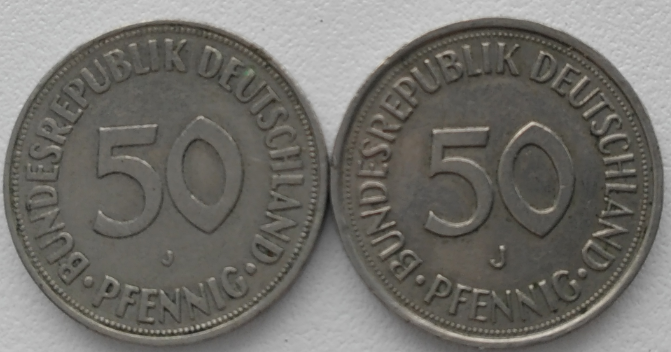 BUNDESREPUBLIK DEUTSCHLAND
50
J
· PFENNIG ·
BUNDESREPUBLIK DEUTSCHLAND
50
J
· PFENNIG ·